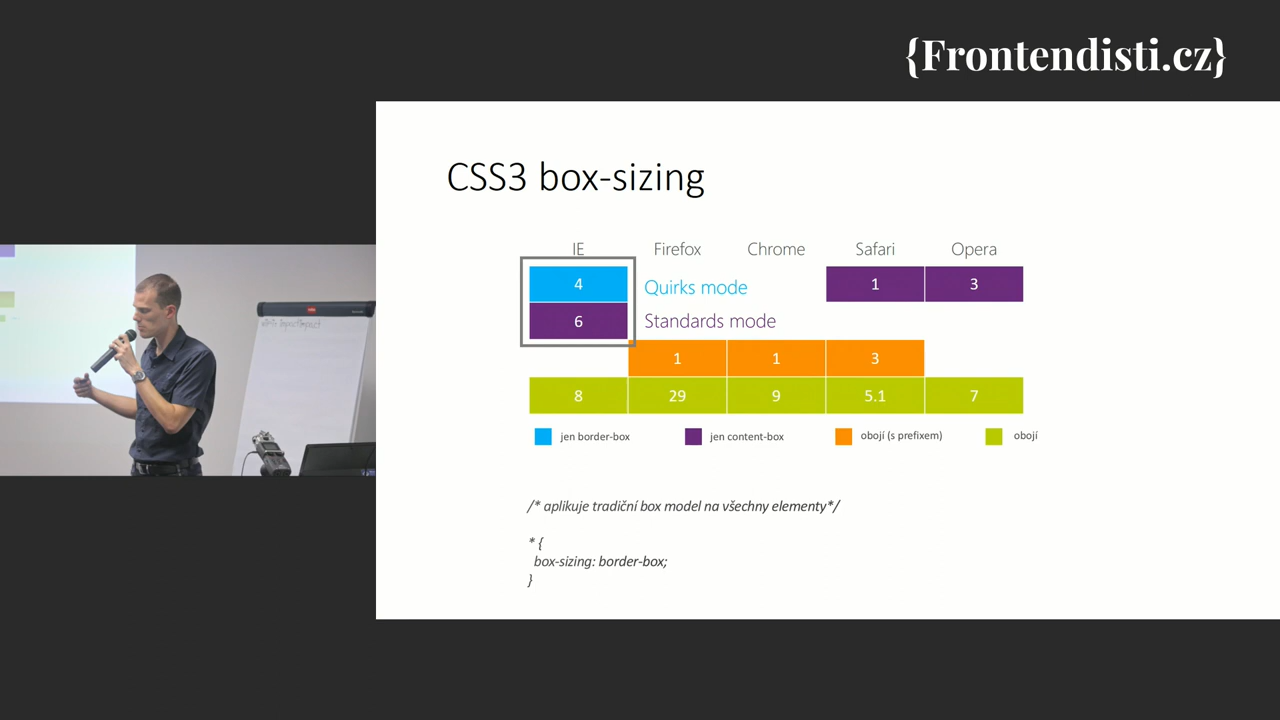 {Frontendisti.cz}
CSS3 box-sizing
IE Firefox Chrome Safari Opera
4 Quirks mode 1 3
6 Standards mode
1 1 3
8 29 9 5.1 7
jen border-box jen content-box obojí (s prefixem) obojí
/* aplikuje tradiční box model na všechny elementy*/
* {
box-sizing: border-box;
}